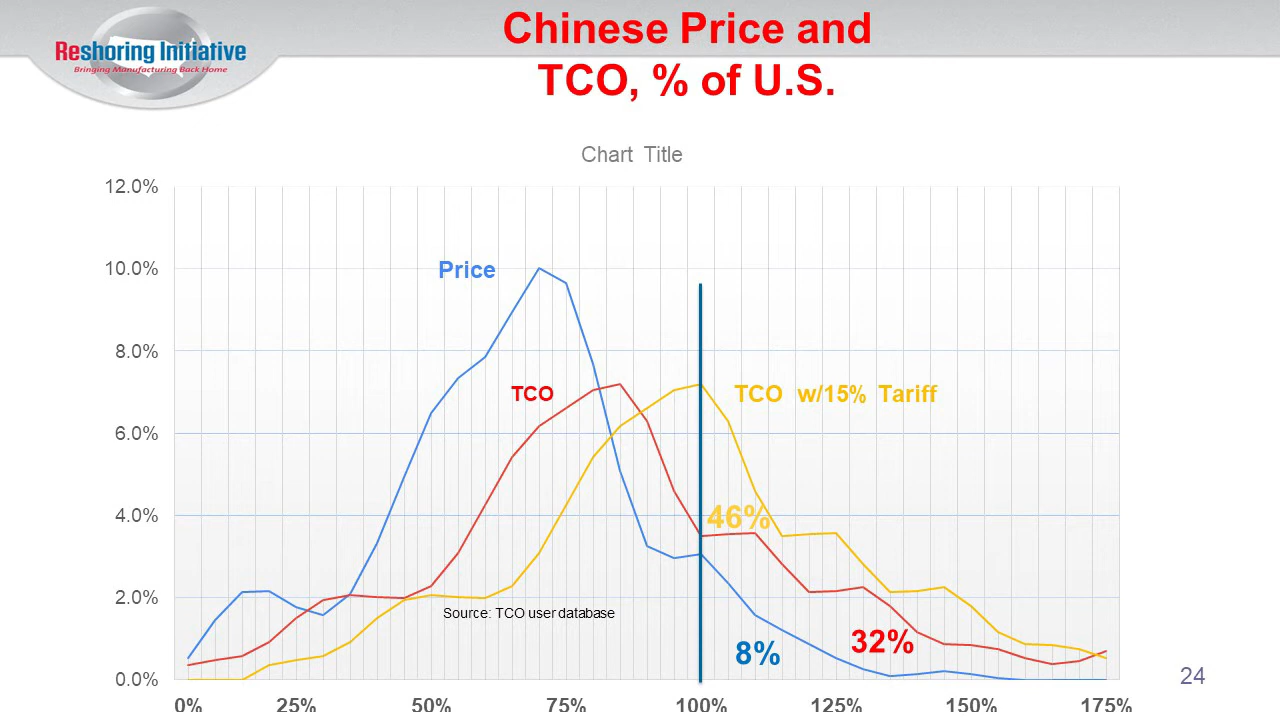 Chinese Price and
TCO, % of U.S.
Reshoring Initiative
Bringing Manufacturing Back Home
Chart Title
12.0%
10.0%
8.0%
6.0%
4.0%
2.0%
0.0%
Price
TCO
TCO w/15% Tariff
46%
Source: TCO user database
8%
32%
24
0%
25%
50%
75%
100%
125%
150%
175%